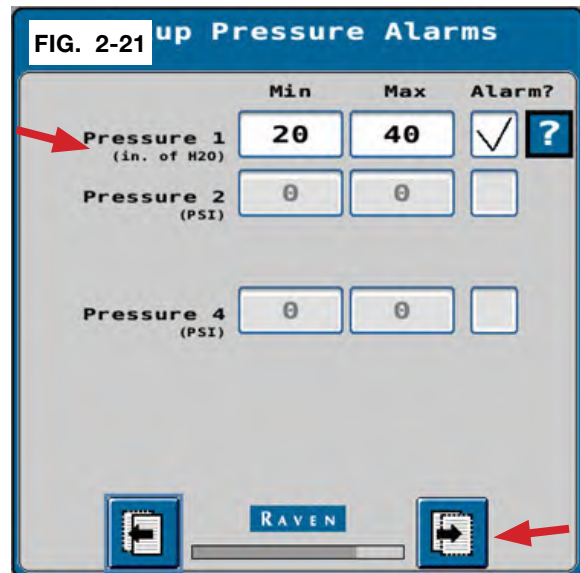 FIG. 2-21 up Pressure Alarms
Min Max Alarm?
Pressure 1 20 40 ?
(in. of H2O)
Pressure 2 0 0
(PSI)
Pressure 4 0 0
(PSI)
RAVEN